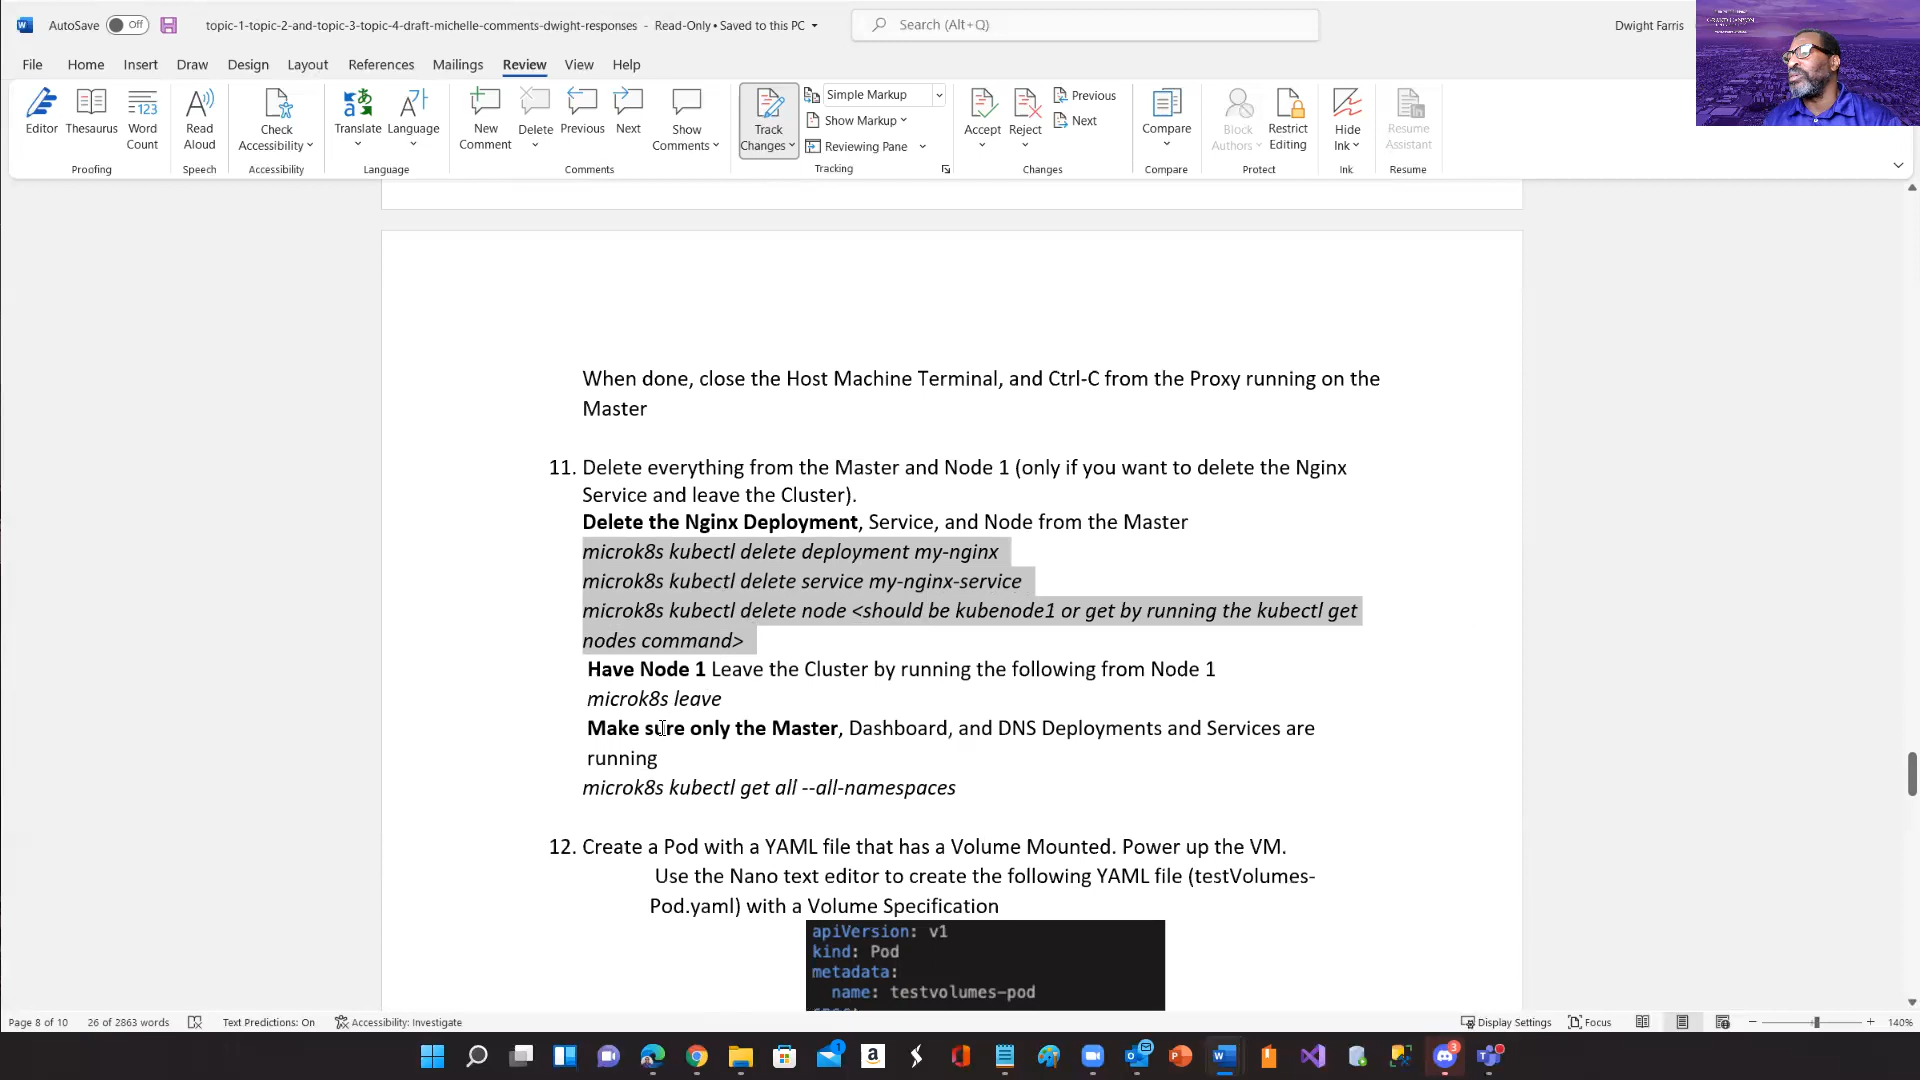 AutoSave Off topic-1-topic-2-and-topic-3-topic-4-draft-michelle-comments-dwight-responses - Read-Only • Saved to this PC Search (Alt+Q) Dwight Farris
File Home Insert Draw Design Layout References Mailings Review View Help
Editor Thesaurus Word Count
Read Aloud
Check Accessibility
Translate Language
New Comment Delete Previous Next Show Comments
Track Changes
Simple Markup
Show Markup
Reviewing Pane
Accept Reject
Previous
Next
Compare
Block Authors Restrict Editing
Hide Ink
Resume Assistant
Proofing Speech Accessibility Language Comments Tracking Changes Compare Protect Ink Resume
When done, close the Host Machine Terminal, and Ctrl-C from the Proxy running on the
Master
11. Delete everything from the Master and Node 1 (only if you want to delete the Nginx
Service and leave the Cluster).
Delete the Nginx Deployment, Service, and Node from the Master
microk8s kubectl delete deployment my-nginx
microk8s kubectl delete service my-nginx-service
microk8s kubectl delete node <should be kubenode1 or get by running the kubectl get
nodes command>
Have Node 1 Leave the Cluster by running the following from Node 1
microk8s leave
Make sure only the Master, Dashboard, and DNS Deployments and Services are
running
microk8s kubectl get all --all-namespaces
12. Create a Pod with a YAML file that has a Volume Mounted. Power up the VM.
Use the Nano text editor to create the following YAML file (testVolumes-
Pod.yaml) with a Volume Specification
apiVersion: v1
kind: Pod
metadata:
name: testvolumes-pod
Page 8 of 10 26 of 2863 words Text Predictions: On Accessibility: Investigate Display Settings Focus 140%